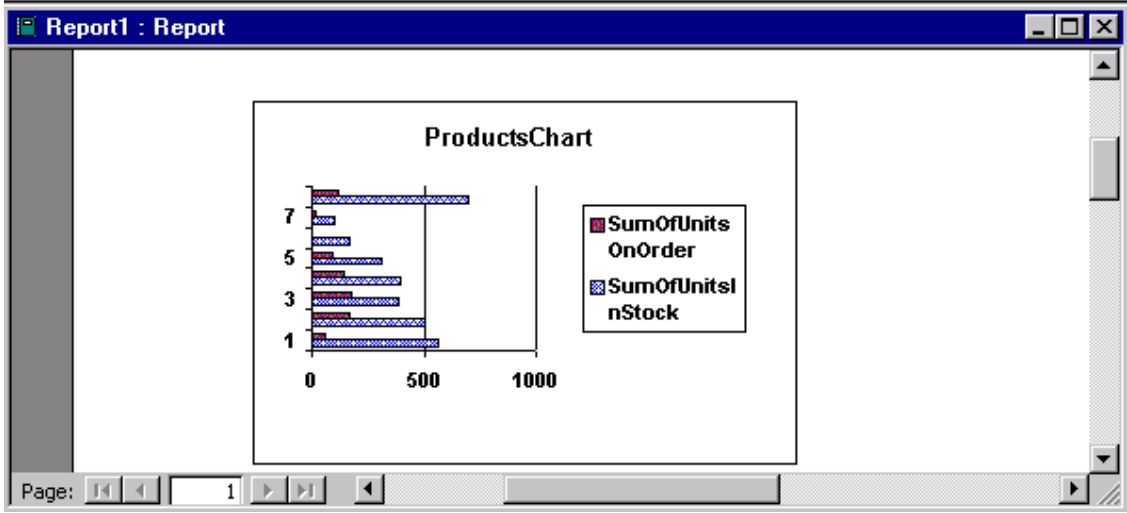 Report1 : Report
ProductsChart
7
5
3
1
0 500 1000
SumOfUnits
OnOrder
SumOfUnitsI
nStock
Page: 1